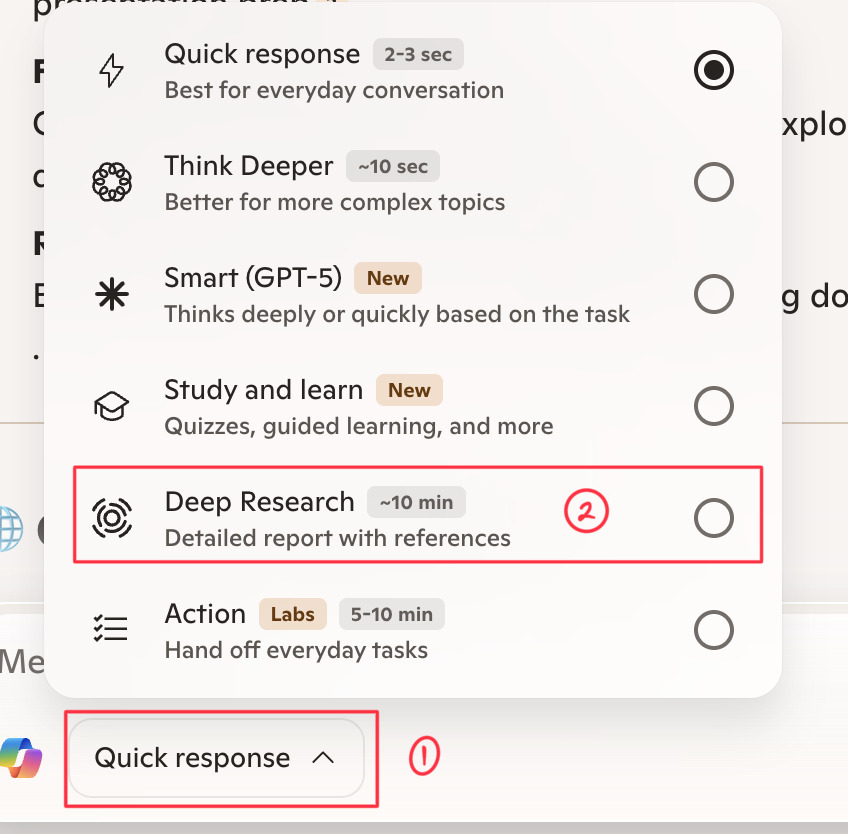 Quick response 2-3 sec
Best for everyday conversation
Think Deeper ~10 sec
Better for more complex topics
Smart (GPT-5) New
Thinks deeply or quickly based on the task
Study and learn New
Quizzes, guided learning, and more
Deep Research ~10 min
Detailed report with references
2
Action Labs 5-10 min
Hand off everyday tasks
Me
Quick response
1